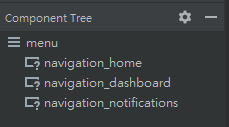 Component Tree
menu
navigation_home
navigation_dashboard
navigation_notifications